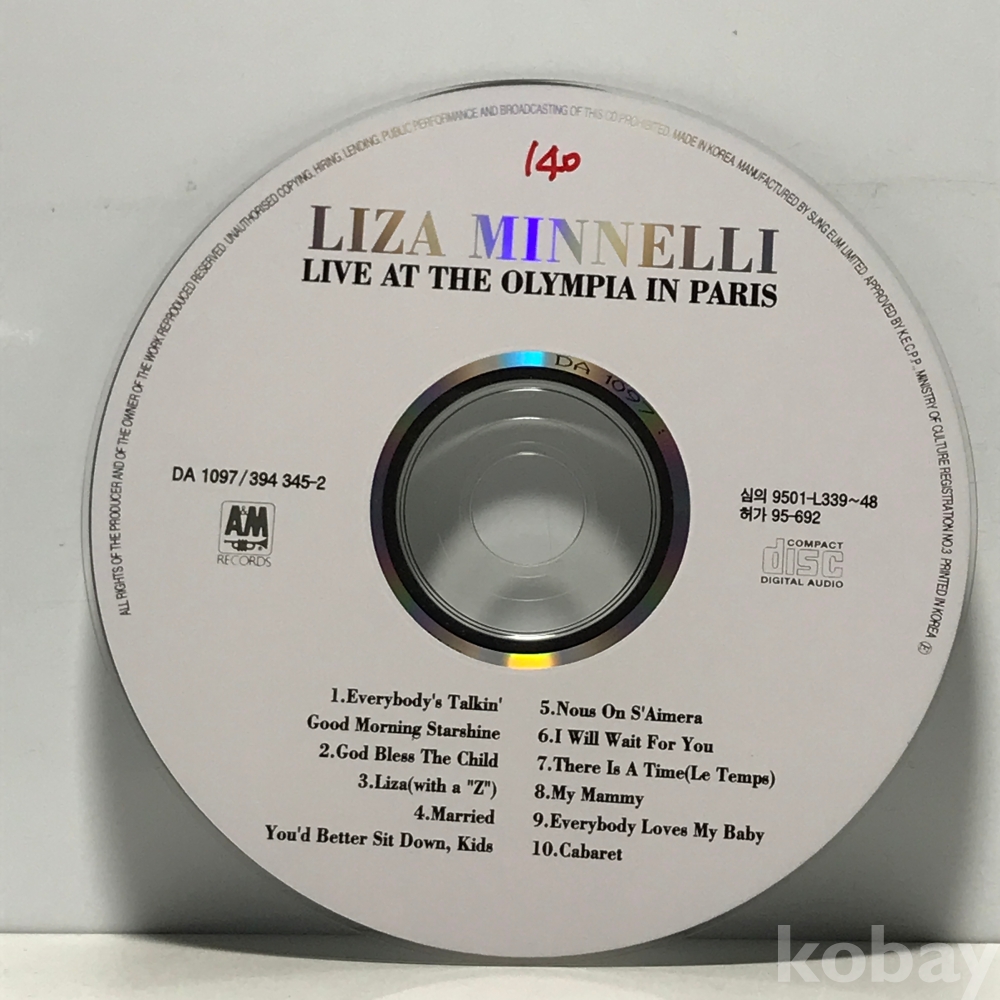 ALL RIGHTS OF THE PRODUCER AND OF THE OWNER OF THE WORK REPRODUCED RESERVED. UNAUTHORISED COPYING, HIRING, LENDING, PUBLIC PERFORMANCE AND BROADCASTING OF THIS CD PROHIBITED. MADE IN KOREA. MANUFACTURED BY SUNG EUM LIMITED. APPROVED BY K.E.C.P.P., MINISTRY OF CULTURE REGISTRATION NO.3 PRINTED IN KOREA Ⓔ
140
LIZA MINNELLI
LIVE AT THE OLYMPIA IN PARIS
DA 1097
DA 1097/394 345-2
A&M
RECORDS
심의 9501-L339~48
허가 95-692
COMPACT
disc
DIGITAL AUDIO
1.Everybody's Talkin'
Good Morning Starshine
2.God Bless The Child
3.Liza(with a "Z")
4.Married
You'd Better Sit Down, Kids
5.Nous On S'Aimera
6.I Will Wait For You
7.There Is A Time(Le Temps)
8.My Mammy
9.Everybody Loves My Baby
10.Cabaret
kobay